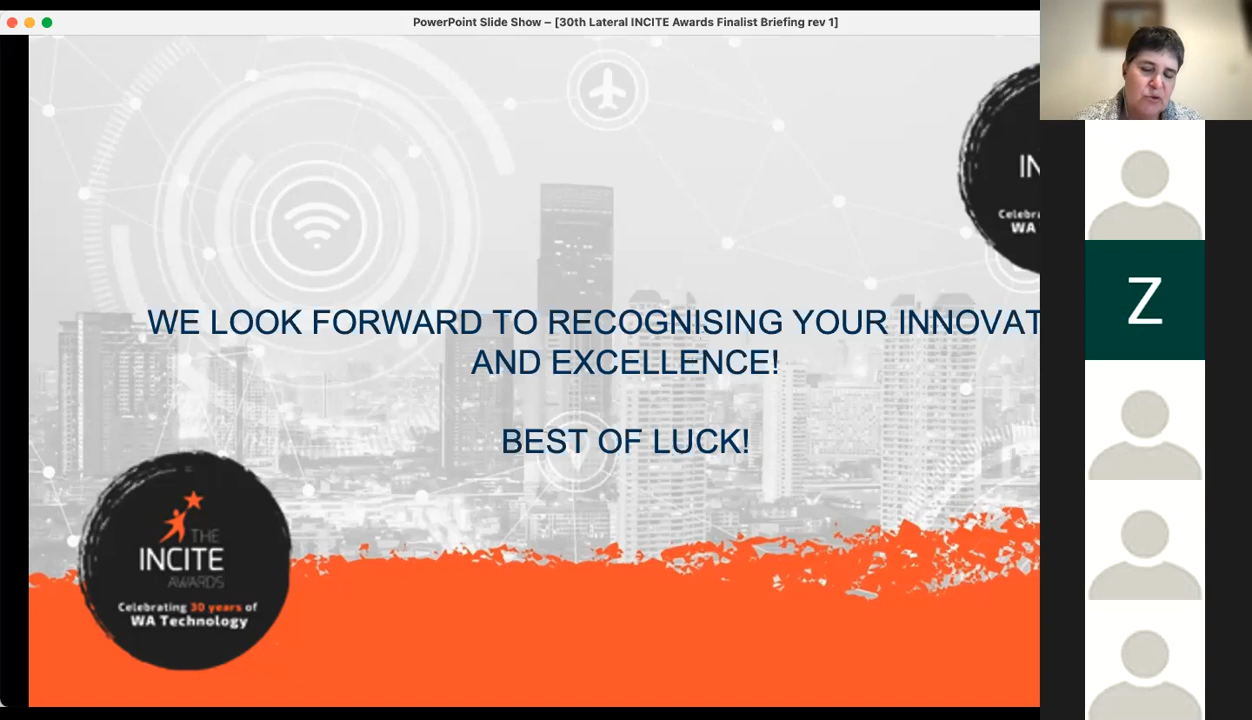 PowerPoint Slide Show – [30th Lateral INCITE Awards Finalist Briefing rev 1]
IN
Celebr
WA
Z
WE LOOK FORWARD TO RECOGNISING YOUR INNOVAT
AND EXCELLENCE!
BEST OF LUCK!
THE
INCITE
AWARDS
Celebrating 30 years of
WA Technology